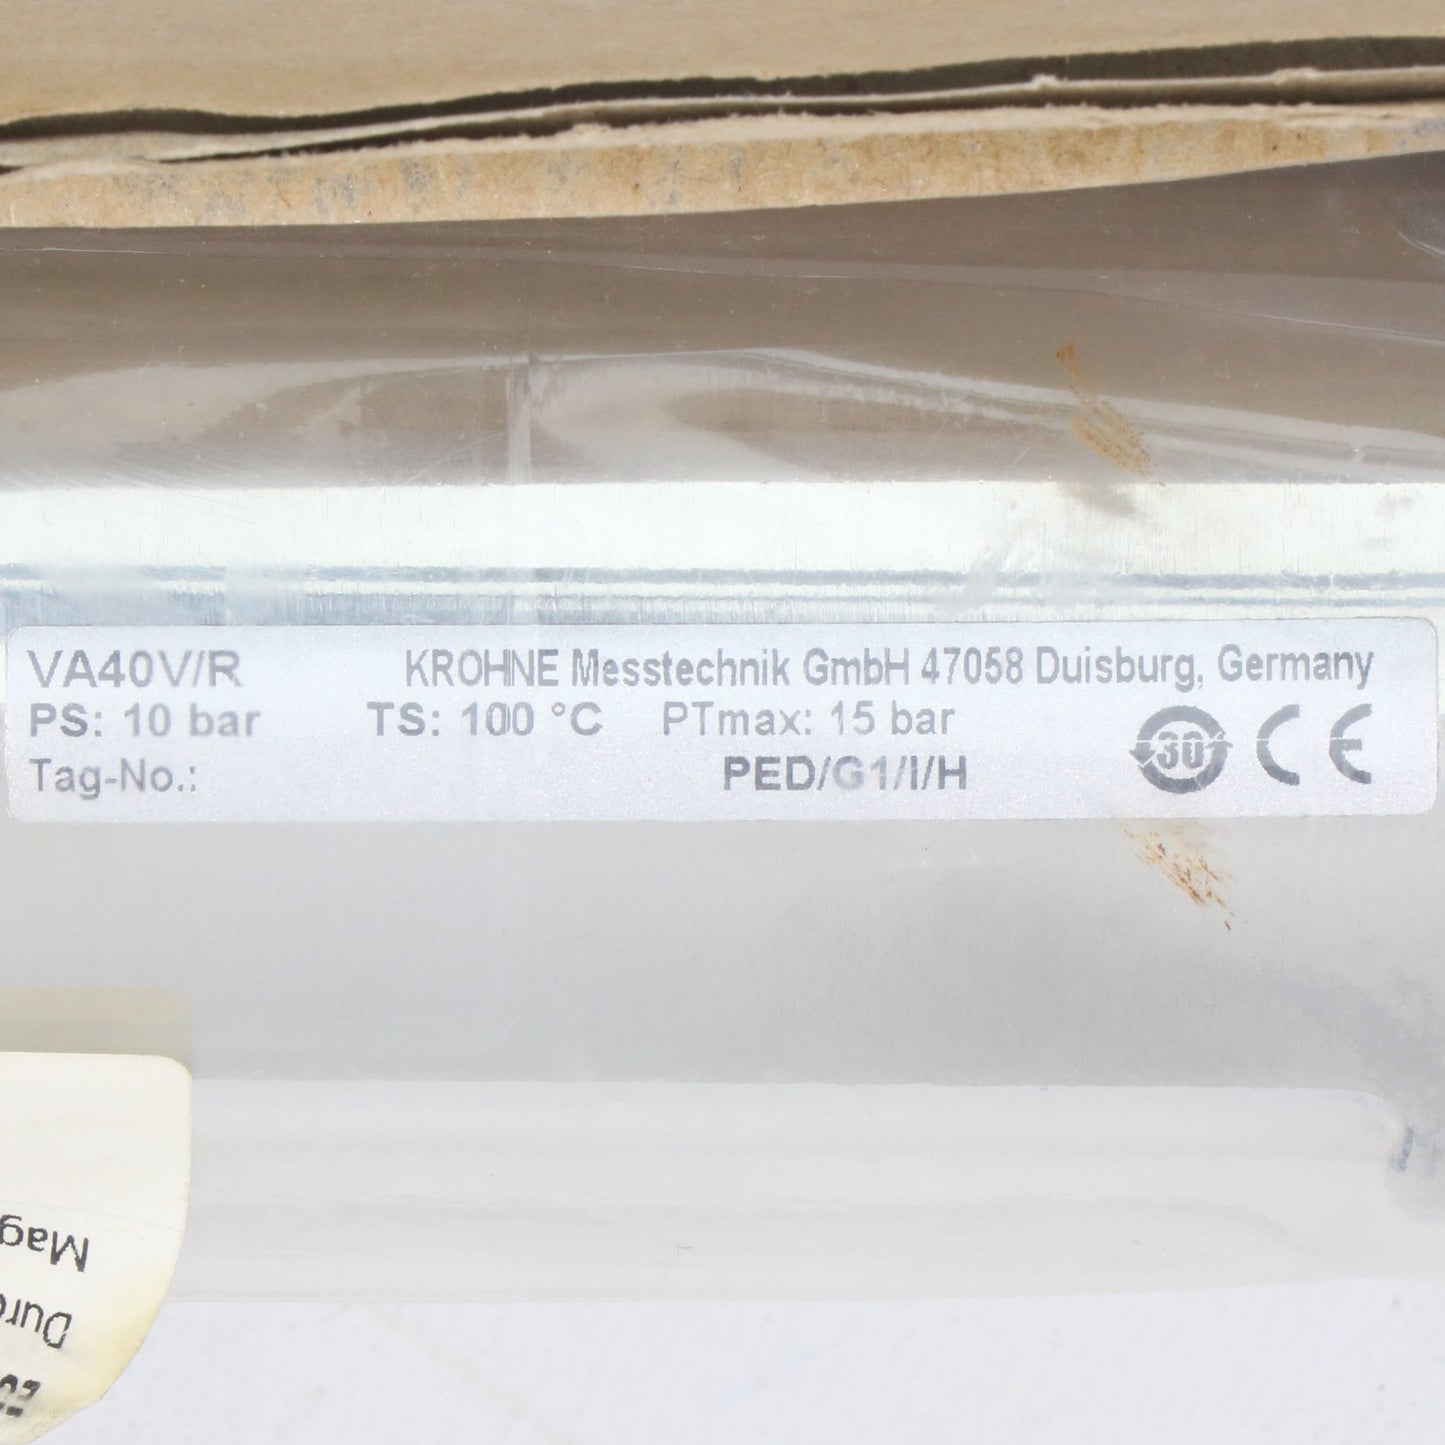 VA40V/R KROHNE Messtechnik GmbH 47058 Duisburg, Germany
PS: 10 bar TS: 100 °C PTmax: 15 bar
Tag-No.: PED/G1/I/H 30 CE